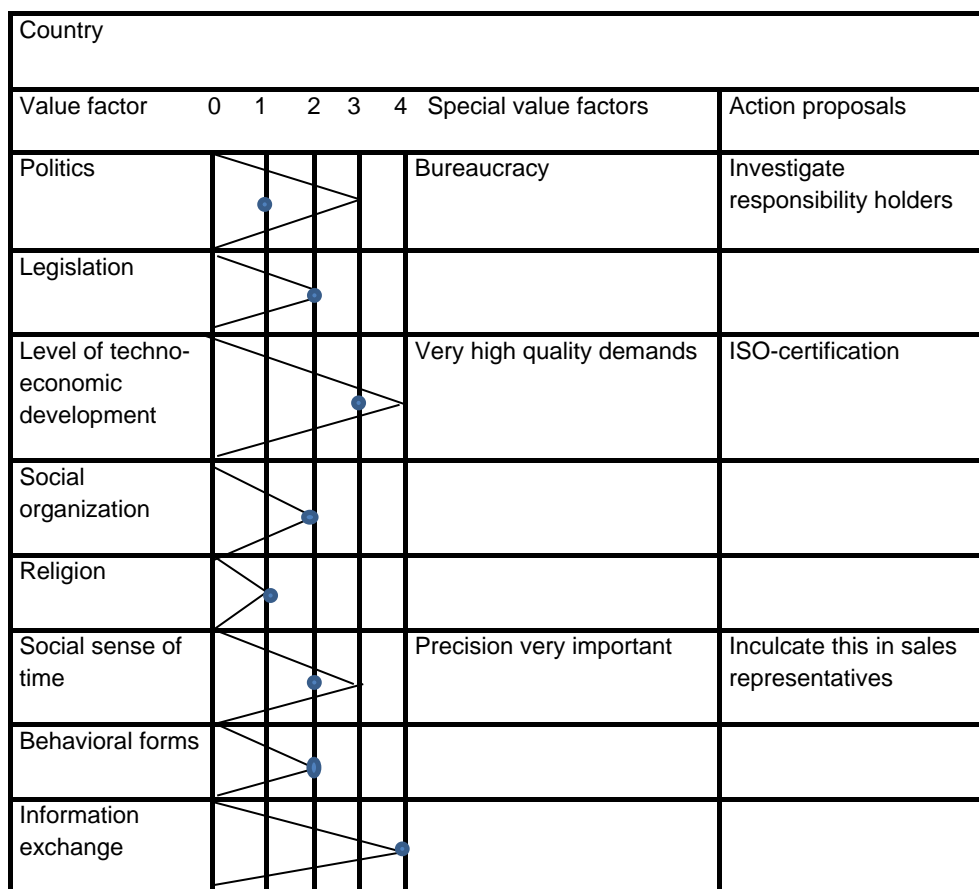 Country
Value factor 0 1 2 3 4 Special value factors Action proposals
Politics Bureaucracy Investigate
responsibility holders
Legislation
Level of techno- Very high quality demands ISO-certification
economic
development
Social
organization
Religion
Social sense of Precision very important Inculcate this in sales
time representatives
Behavioral forms
Information
exchange